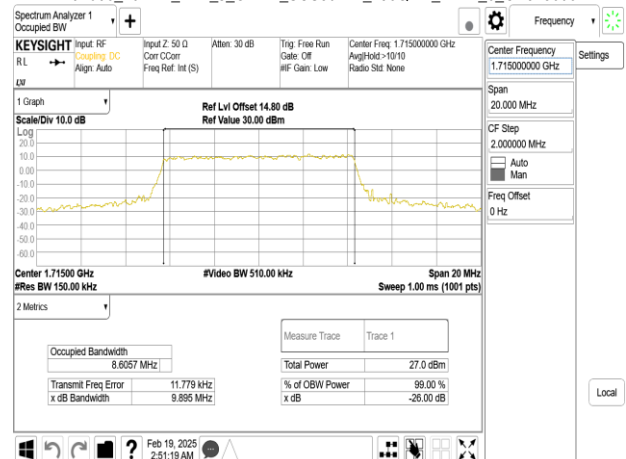 Spectrum Analyzer 1
Occupied BW
Frequency
KEYSIGHT
RL
LXI
Input: RF
Coupling: DC
Align: Auto
Input Z: 50 Ω
Corr CCorr
Freq Ref: Int (S)
Atten: 30 dB
Trig: Free Run
Gate: Off
#IF Gain: Low
Center Freq: 1.715000000 GHz
Avg|Hold:>10/10
Radio Std: None
Center Frequency
1.715000000 GHz
Settings
Span
20.000 MHz
CF Step
2.000000 MHz
Auto
Man
Freq Offset
0 Hz
1 Graph
Scale/Div 10.0 dB
Ref Lvl Offset 14.80 dB
Ref Value 30.00 dBm
Log
20.0
10.0
0.00
-10.0
-20.0
-30.0
-40.0
-50.0
-60.0
Center 1.71500 GHz
#Res BW 150.00 kHz
#Video BW 510.00 kHz
Span 20 MHz
Sweep 1.00 ms (1001 pts)
2 Metrics
Measure Trace Trace 1
Occupied Bandwidth
8.6057 MHz
Total Power 27.0 dBm
Transmit Freq Error 11.779 kHz
% of OBW Power 99.00 %
x dB Bandwidth 9.895 MHz
x dB -26.00 dB
Local
?
Feb 19, 2025
2:51:19 AM